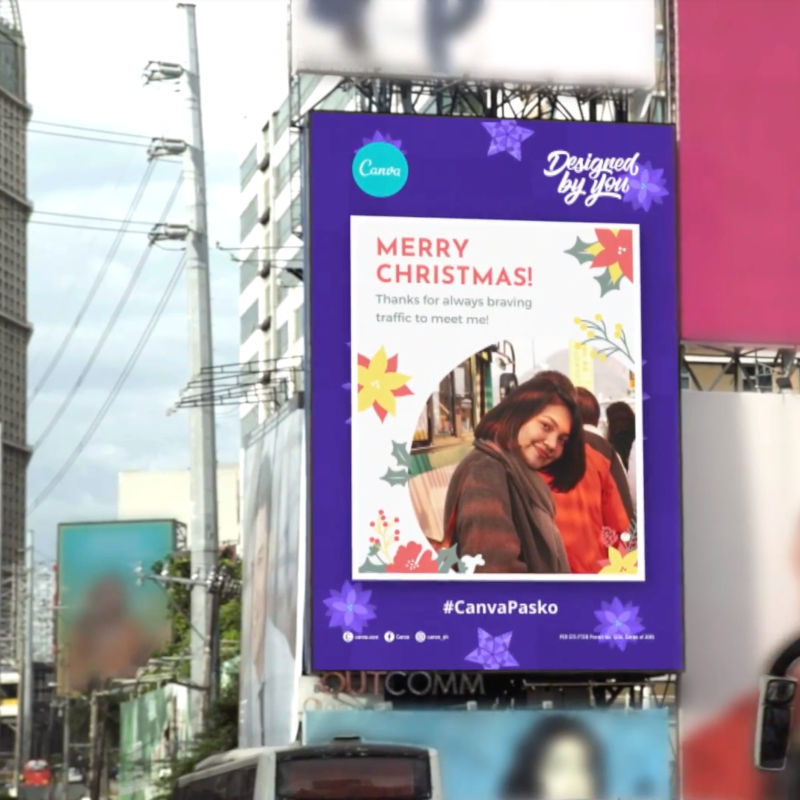 Canva
Designed
by You
MERRY
CHRISTMAS!
Thanks for always braving
traffic to meet me!
#CanvaPasko
canva.com Canva canva_ph
OUTCOMM